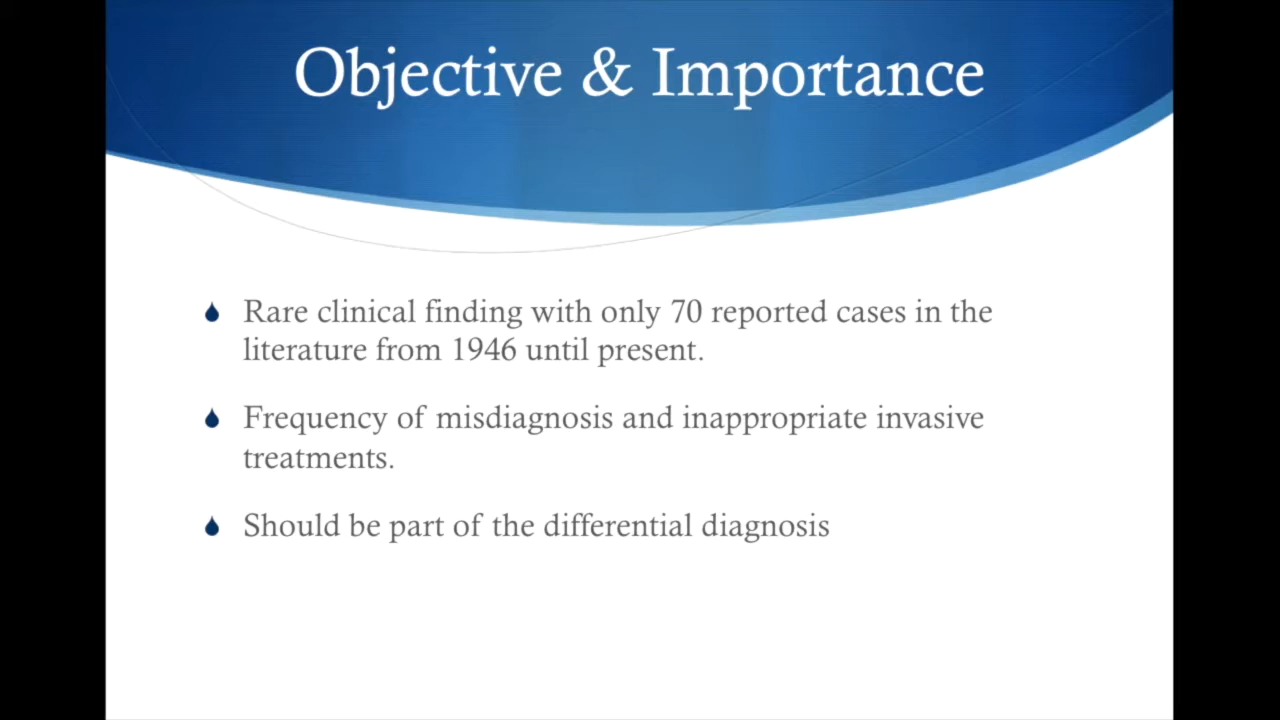 Objective & Importance
Rare clinical finding with only 70 reported cases in the
literature from 1946 until present.
Frequency of misdiagnosis and inappropriate invasive
treatments.
Should be part of the differential diagnosis